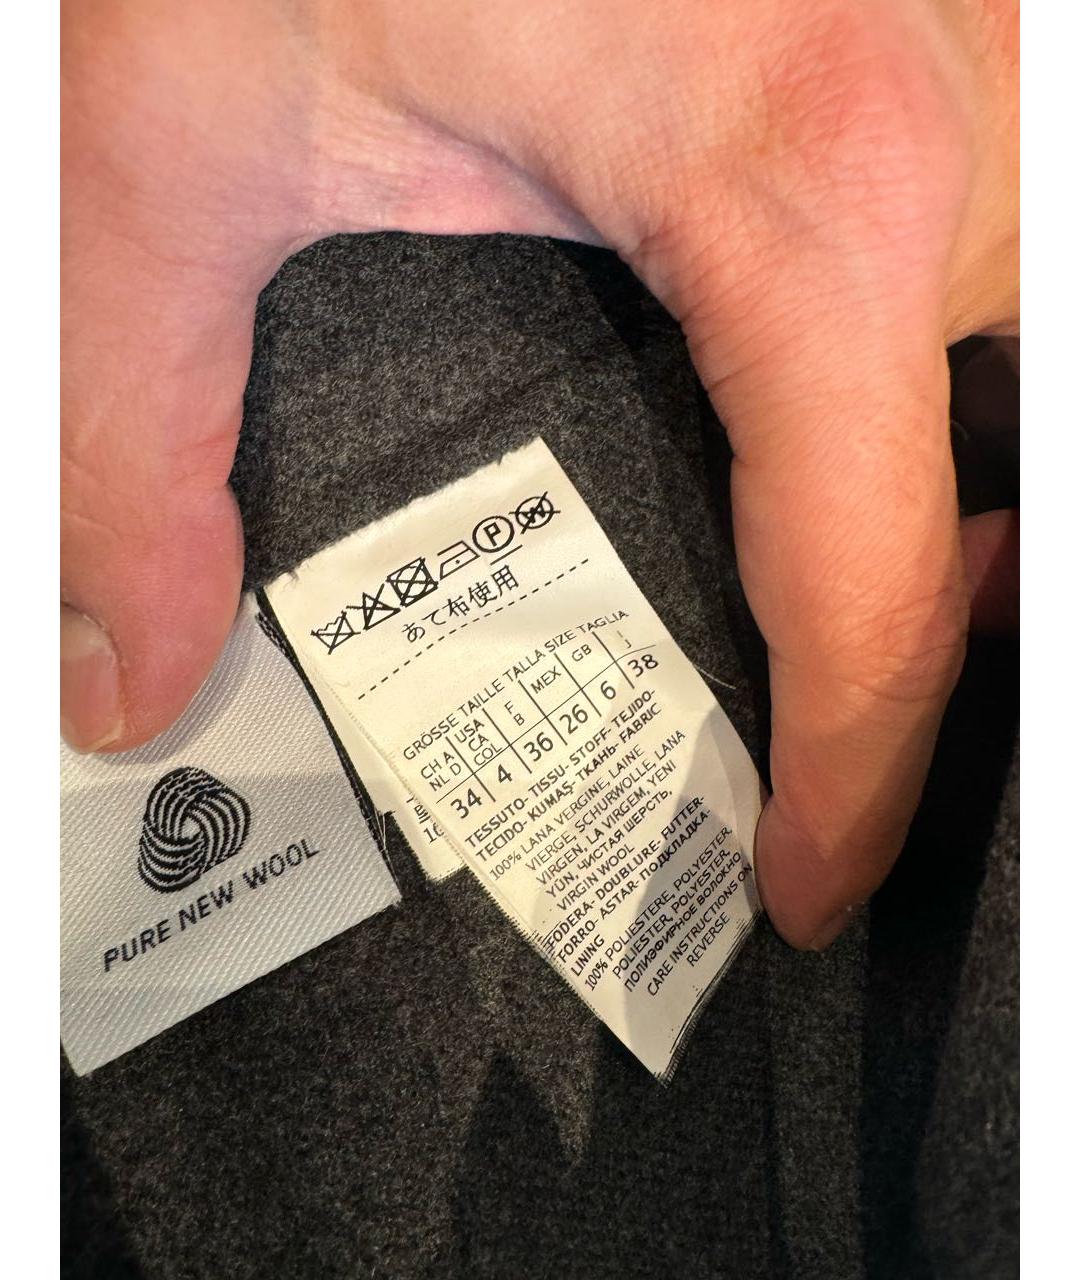 P W
あて布使用
GRÖSSE TAILLE TALLA SIZE TAGLIA
CH A NL D
USA CA COL
F B
MEX
GB
I J
34 4 36 26 6 38
TESSUTO- TISSU- STOFF- TEJIDO-
TECIDO- KUMAŞ- ТКАНЬ- FABRIC
100% LANA VERGINE, LAINE
VIERGE, SCHURWOLLE, LANA
VIRGEN, LA VIRGEM, YENI
YÜN, ЧИСТАЯ ШЕРСТЬ,
VIRGIN WOOL
FODERA- DOUBLURE- FUTTER-
FORRO- ASTAR- ПОДКЛАДКА-
LINING
100% POLIESTERE, POLYESTER,
POLIESTER, POLYESTER,
ПОЛИЭФИРНОЕ ВОЛОКНО
CARE INSTRUCTIONS ON
REVERSE
PURE NEW WOOL